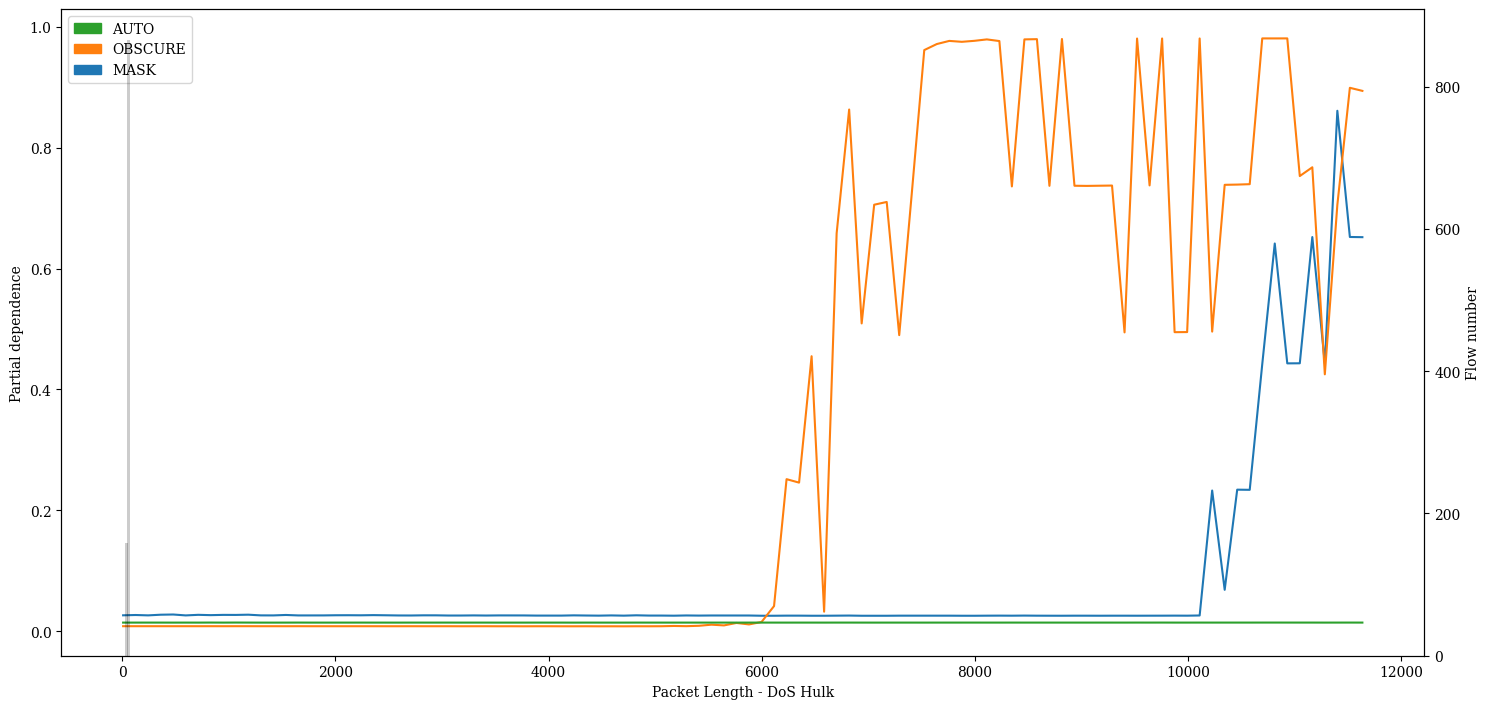 AUTO
OBSCURE
MASK
1.0
0.8
0.6
0.4
0.2
0.0
Partial dependence
800
600
400
200
0
Flow number
0 2000 4000 6000 8000 10000 12000
Packet Length - DoS Hulk